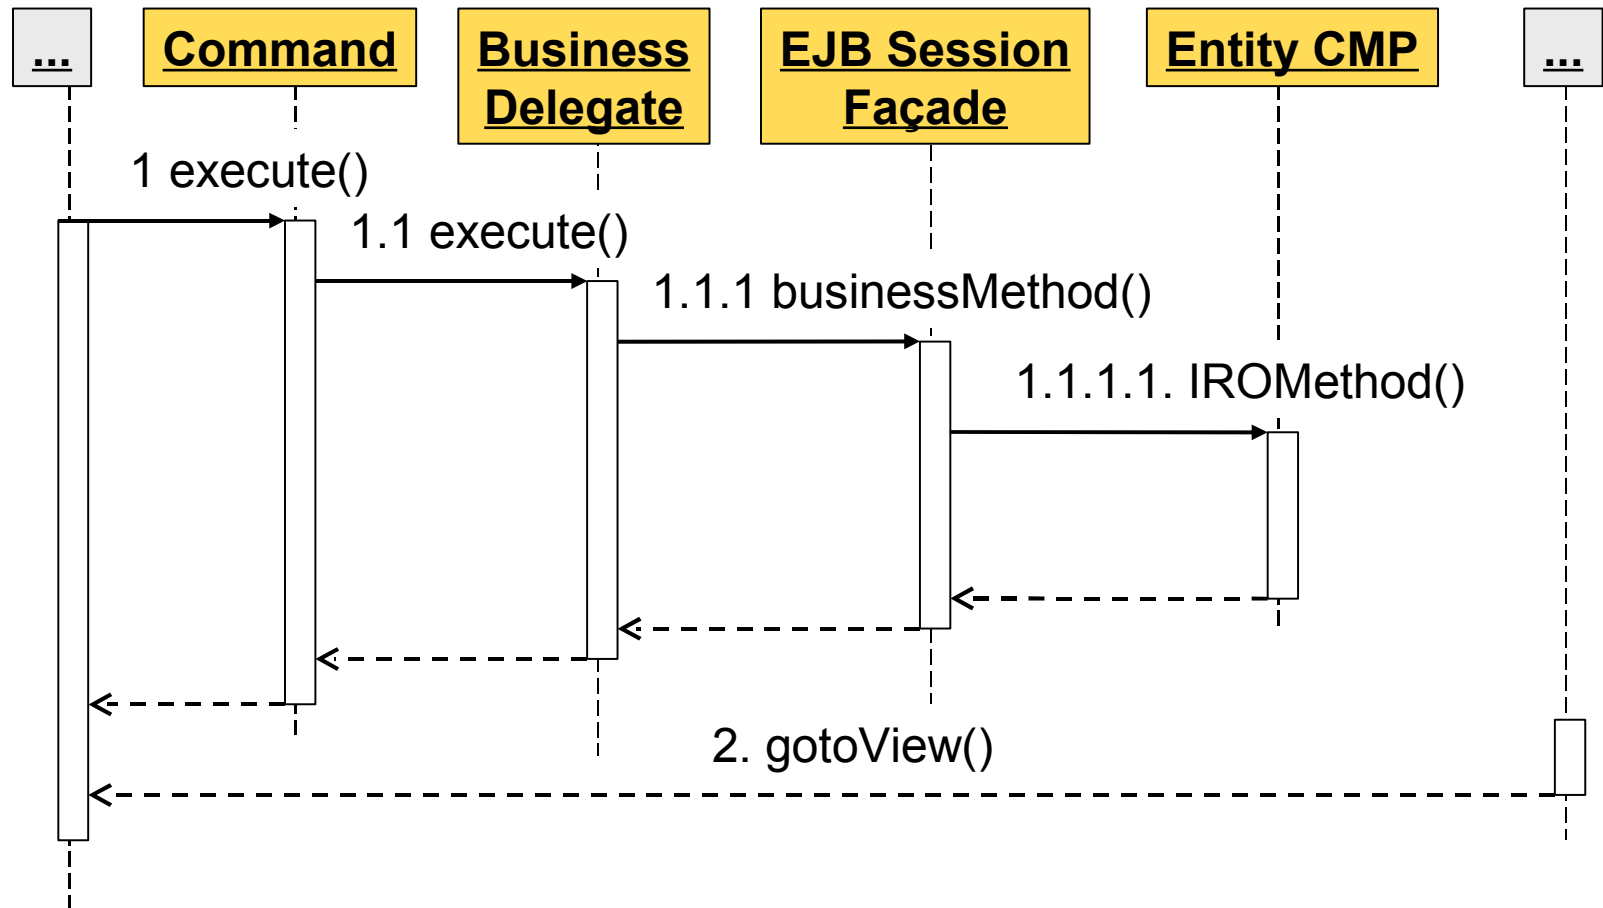 ...
Command
Business
Delegate
EJB Session
Façade
Entity CMP
...
1 execute()
1.1 execute()
1.1.1 businessMethod()
1.1.1.1. IROMethod()
2. gotoView()